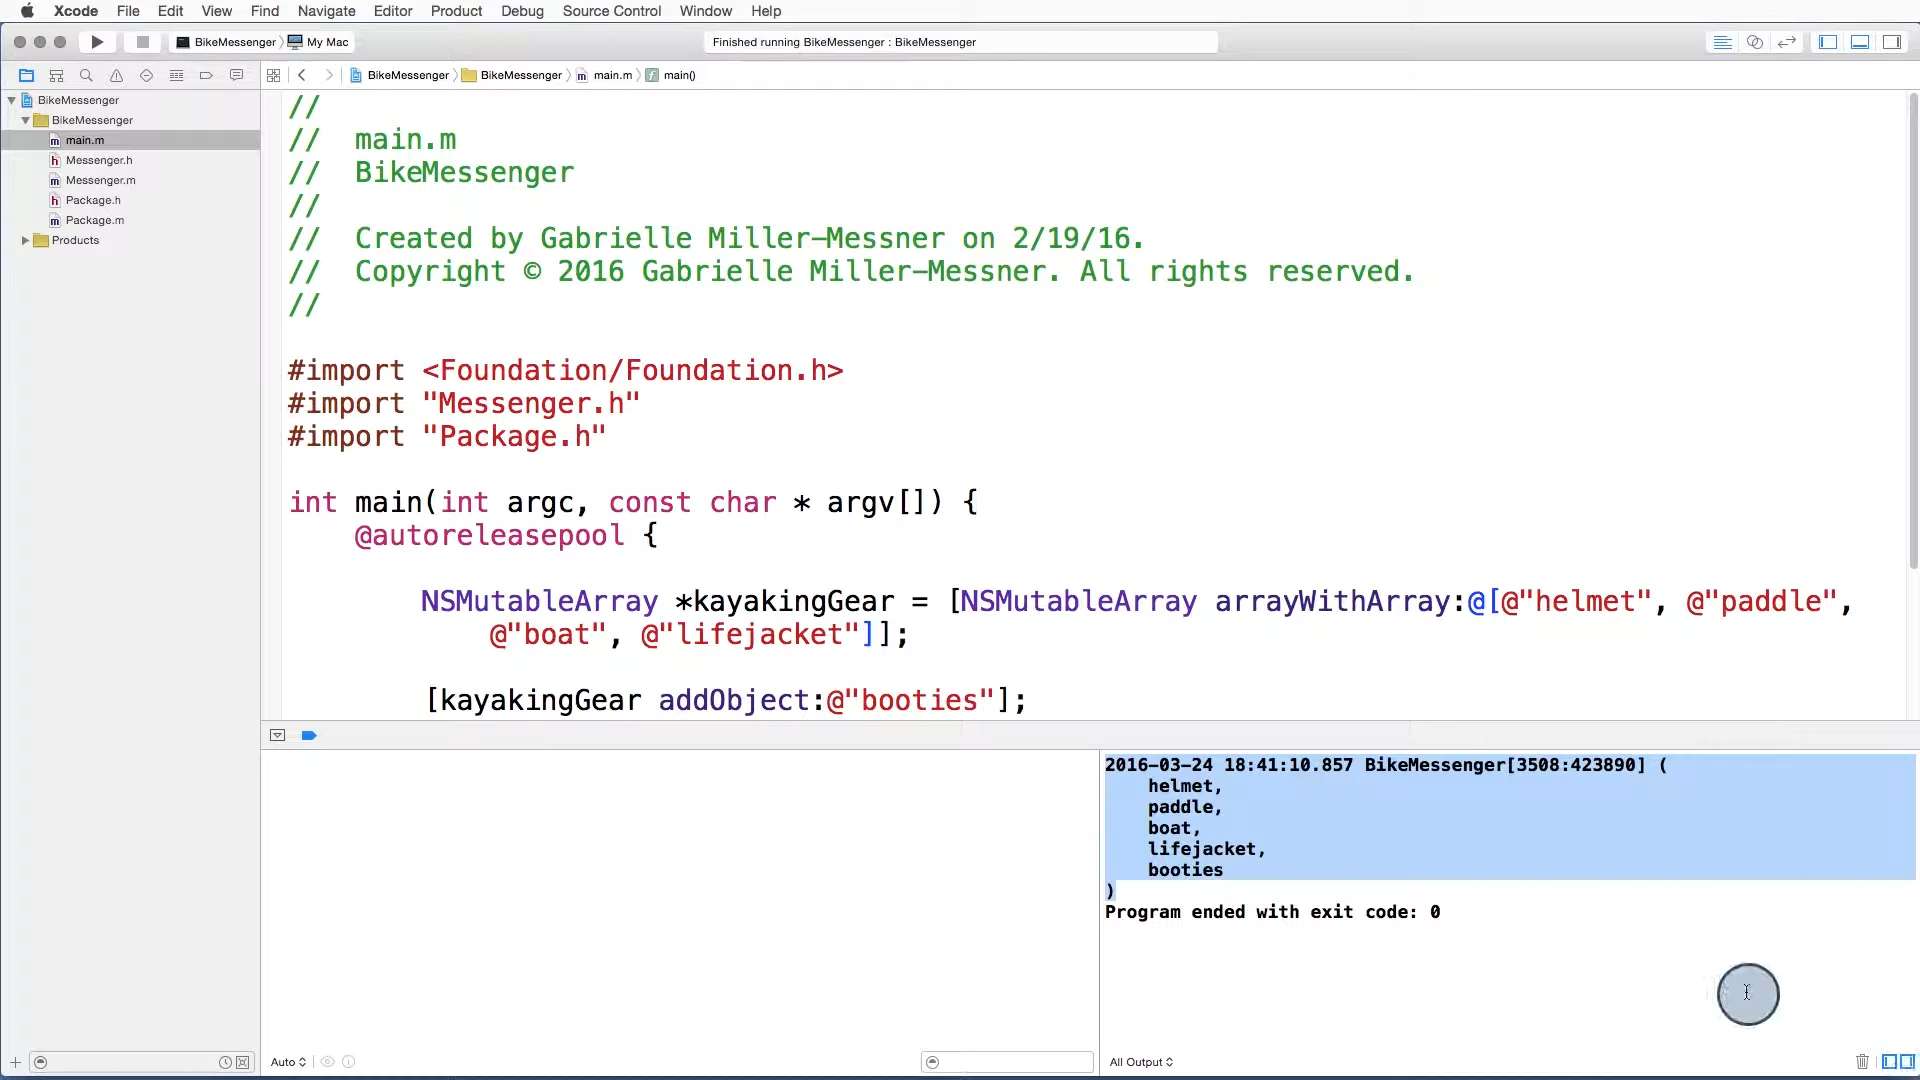 Xcode File Edit View Find Navigate Editor Product Debug Source Control Window Help
BikeMessenger My Mac Finished running BikeMessenger : BikeMessenger
BikeMessenger BikeMessenger main.m main()
BikeMessenger
BikeMessenger
main.m
Messenger.h
Messenger.m
Package.h
Package.m
Products
//
// main.m
// BikeMessenger
//
// Created by Gabrielle Miller-Messner on 2/19/16.
// Copyright © 2016 Gabrielle Miller-Messner. All rights reserved.
//
#import <Foundation/Foundation.h>
#import "Messenger.h"
#import "Package.h"
int main(int argc, const char * argv[]) {
@autoreleasepool {
NSMutableArray *kayakingGear = [NSMutableArray arrayWithArray:@[@"helmet", @"paddle",
@"boat", @"lifejacket"]];
[kayakingGear addObject:@"booties"];
2016-03-24 18:41:10.857 BikeMessenger[3508:423890] (
helmet,
paddle,
boat,
lifejacket,
booties
)
Program ended with exit code: 0
Auto All Output